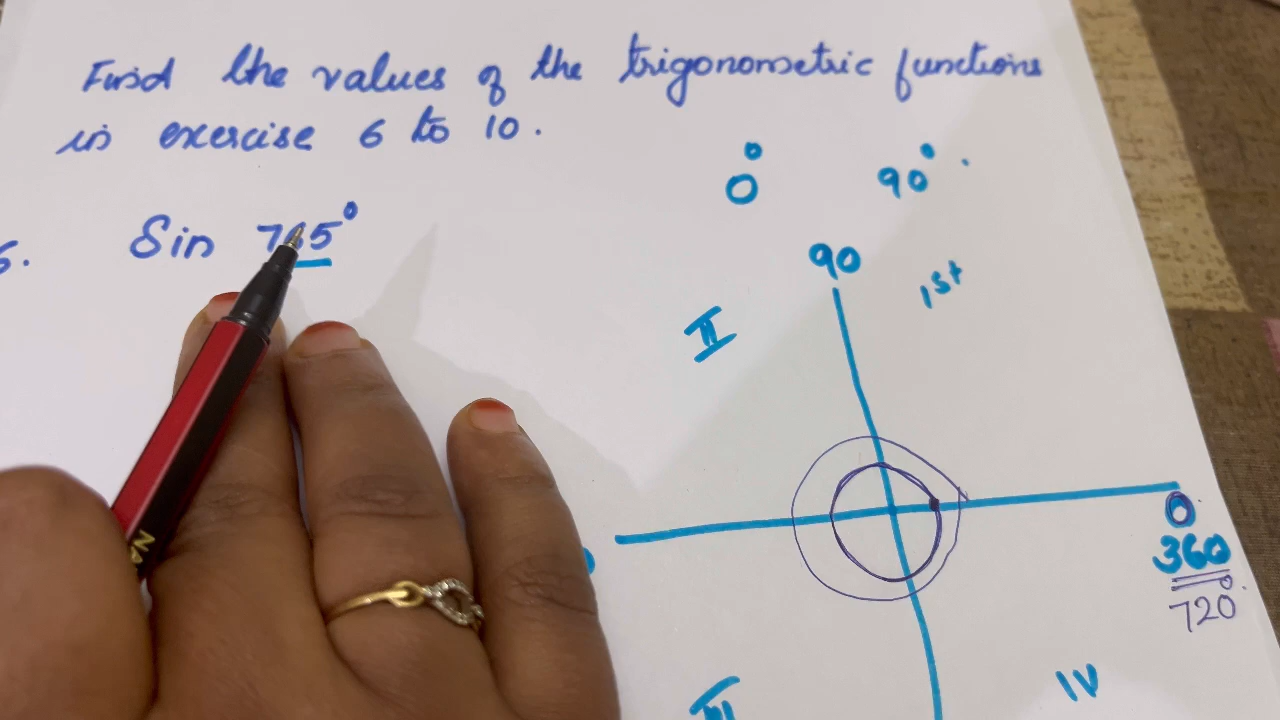 Find the values of the trigonometric functions
in exercise 6 to 10.
0° 90°.
6. Sin 765°
90
1st
II
0
360
720°
III
IV